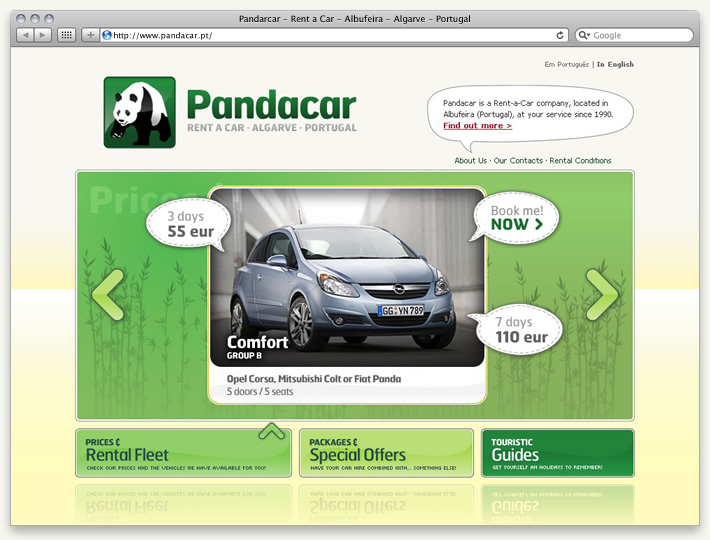 Pandarcar – Rent a Car – Albufeira – Algarve – Portugal
http://www.pandacar.pt/
Google
Em Português | In English
Pandacar
RENT A CAR · ALGARVE · PORTUGAL
Pandacar is a Rent-a-Car company, located in
Albufeira (Portugal), at your service since 1990.
Find out more >
About Us · Our Contacts · Rental Conditions
Prices
3 days
55 eur
Book me!
NOW >
GG·YN 789
7 days
110 eur
Comfort
GROUP B
Opel Corsa, Mitsubishi Colt or Fiat Panda
5 doors / 5 seats
PRICES £
Rental Fleet
CHECK OUR PRICES AND THE VEHICLES WE HAVE AVAILABLE FOR YOU!
PACKAGES £
Special Offers
HAVE YOUR CAR HIRE COMBINED WITH... SOMETHING ELSE!
TOURISTIC
Guides
GET YOURSELF AN HOLIDAYS TO REMEMBER!